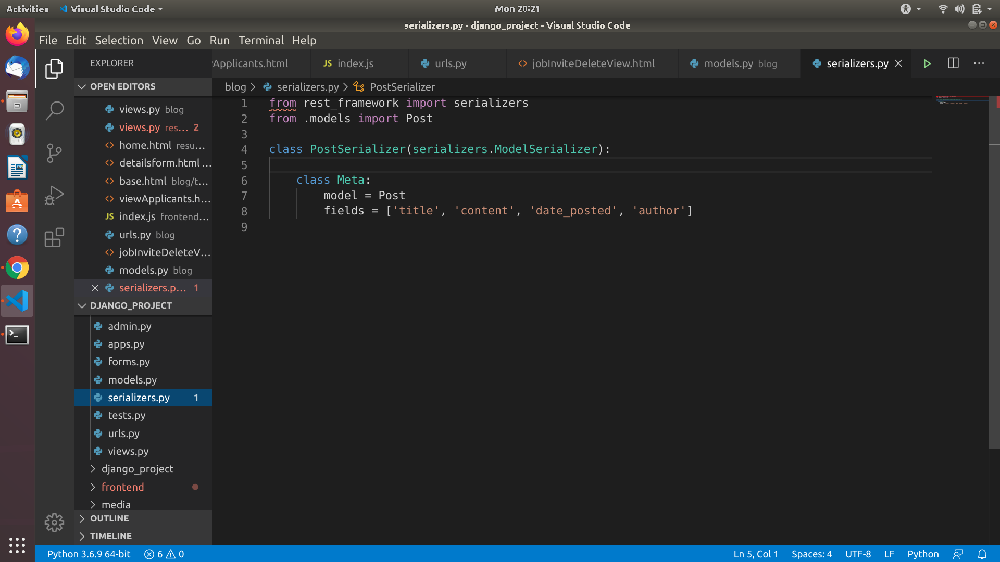 Activities Visual Studio Code Mon 20:21
serializers.py - django_project - Visual Studio Code
File Edit Selection View Go Run Terminal Help
EXPLORER Applicants.html JS index.js urls.py <> jobInviteDeleteView.html models.py blog serializers.py
OPEN EDITORS
blog > serializers.py > PostSerializer
views.py blog
views.py res... 2
<> home.html resu...
<> detailsform.html ...
<> base.html blog/t...
<> viewApplicants.h...
JS index.js frontend...
urls.py blog
<> jobInviteDeleteV...
models.py blog
serializers.p... 1
DJANGO_PROJECT
admin.py
apps.py
forms.py
models.py
serializers.py 1
tests.py
urls.py
views.py
django_project
frontend
media
OUTLINE
TIMELINE
1 from rest_framework import serializers
2 from .models import Post
3
4 class PostSerializer(serializers.ModelSerializer):
5
6     class Meta:
7         model = Post
8         fields = ['title', 'content', 'date_posted', 'author']
9
Python 3.6.9 64-bit 6 0 Ln 5, Col 1 Spaces: 4 UTF-8 LF Python